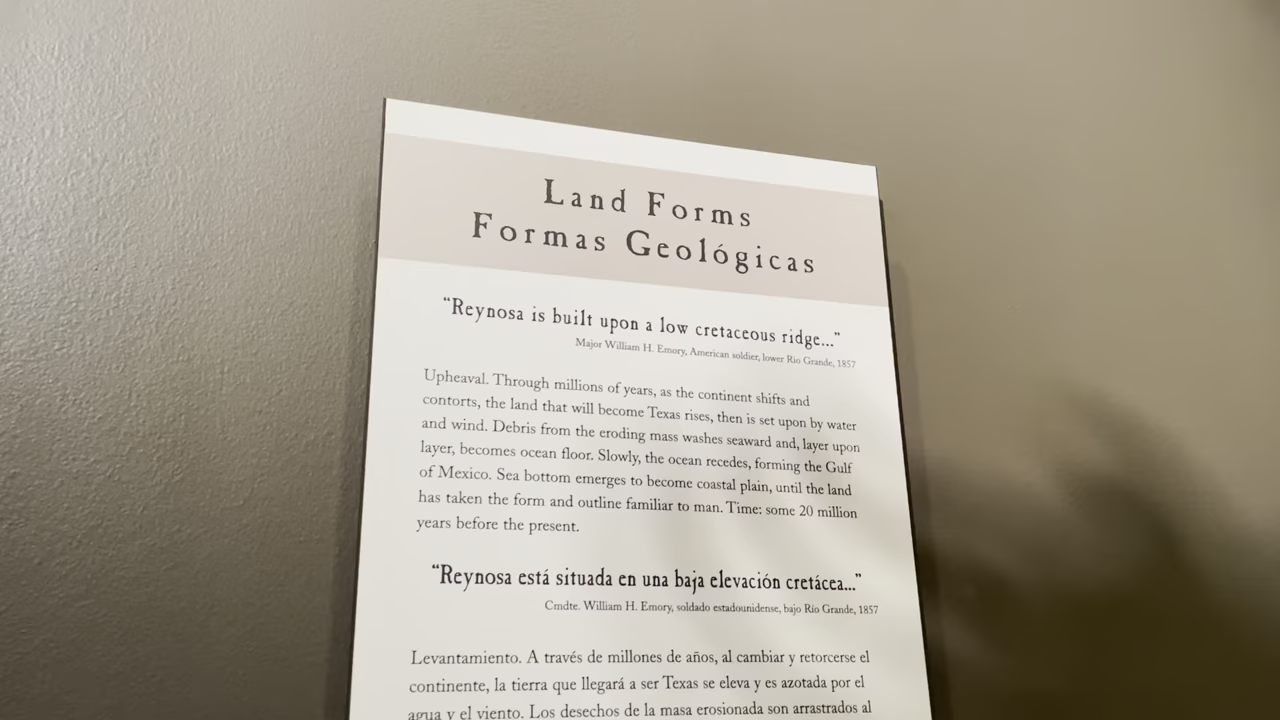 Land Forms
Formas Geológicas
“Reynosa is built upon a low cretaceous ridge...”
Major William H. Emory, American soldier, lower Rio Grande, 1857
Upheaval. Through millions of years, as the continent shifts and
contorts, the land that will become Texas rises, then is set upon by water
and wind. Debris from the eroding mass washes seaward and, layer upon
layer, becomes ocean floor. Slowly, the ocean recedes, forming the Gulf
of Mexico. Sea bottom emerges to become coastal plain, until the land
has taken the form and outline familiar to man. Time: some 20 million
years before the present.
“Reynosa está situada en una baja elevación cretácea...”
Cmdte. William H. Emory, soldado estadounidense, bajo Río Grande, 1857
Levantamiento. A través de millones de años, al cambiar y retorcerse el
continente, la tierra que llegará a ser Texas se eleva y es azotada por el
agua y el viento. Los desechos de la masa erosionada son arrastrados al